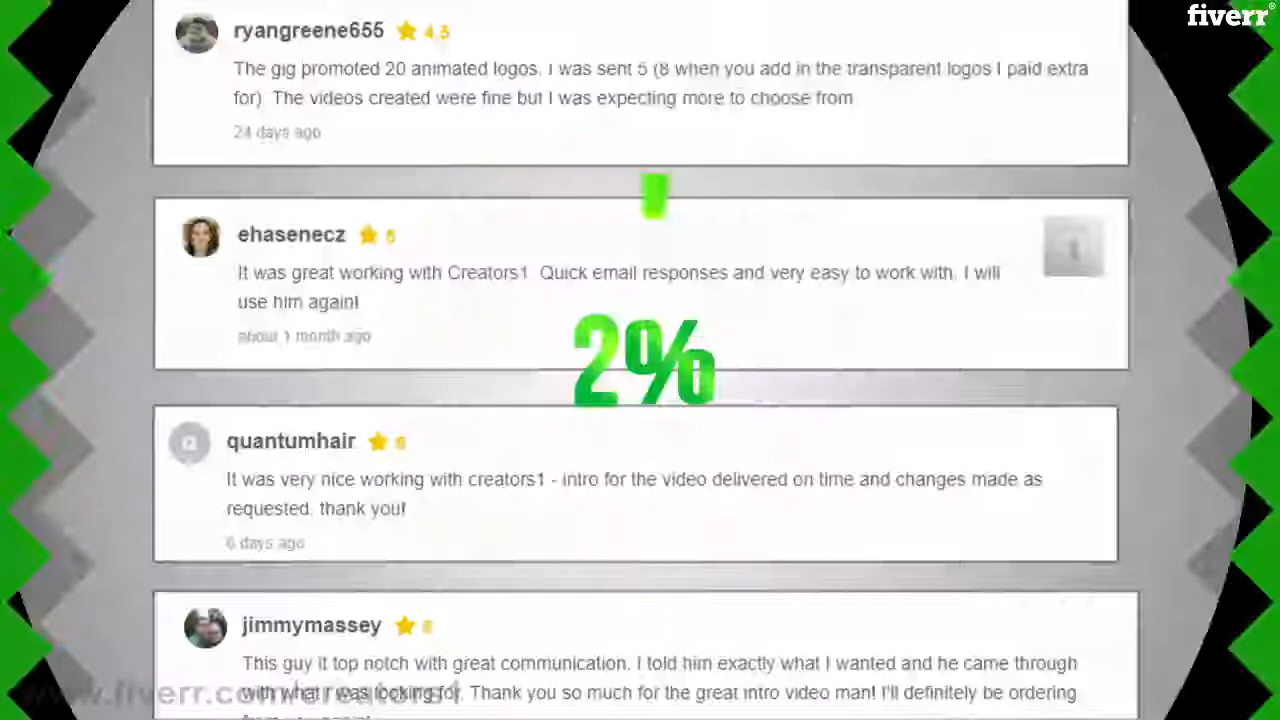 fiverr®
ryangreene655 ★ 4.5
The gig promoted 20 animated logos. I was sent 5 (8 when you add in the transparent logos I paid extra
for) The videos created were fine but I was expecting more to choose from
24 days ago
ehasenecz ★ 5
It was great working with Creators1 Quick email responses and very easy to work with. I will
use him again!
about 1 month ago
2%
quantumhair ★ 5
It was very nice working with creators1 - intro for the video delivered on time and changes made as
requested. thank you!
6 days ago
jimmymassey ★ 5
This guy it top notch with great communication. I told him exactly what I wanted and he came through
with what I was looking for. Thank you so much for the great intro video man! I'll definitely be ordering
www.fiverr.com/creators1